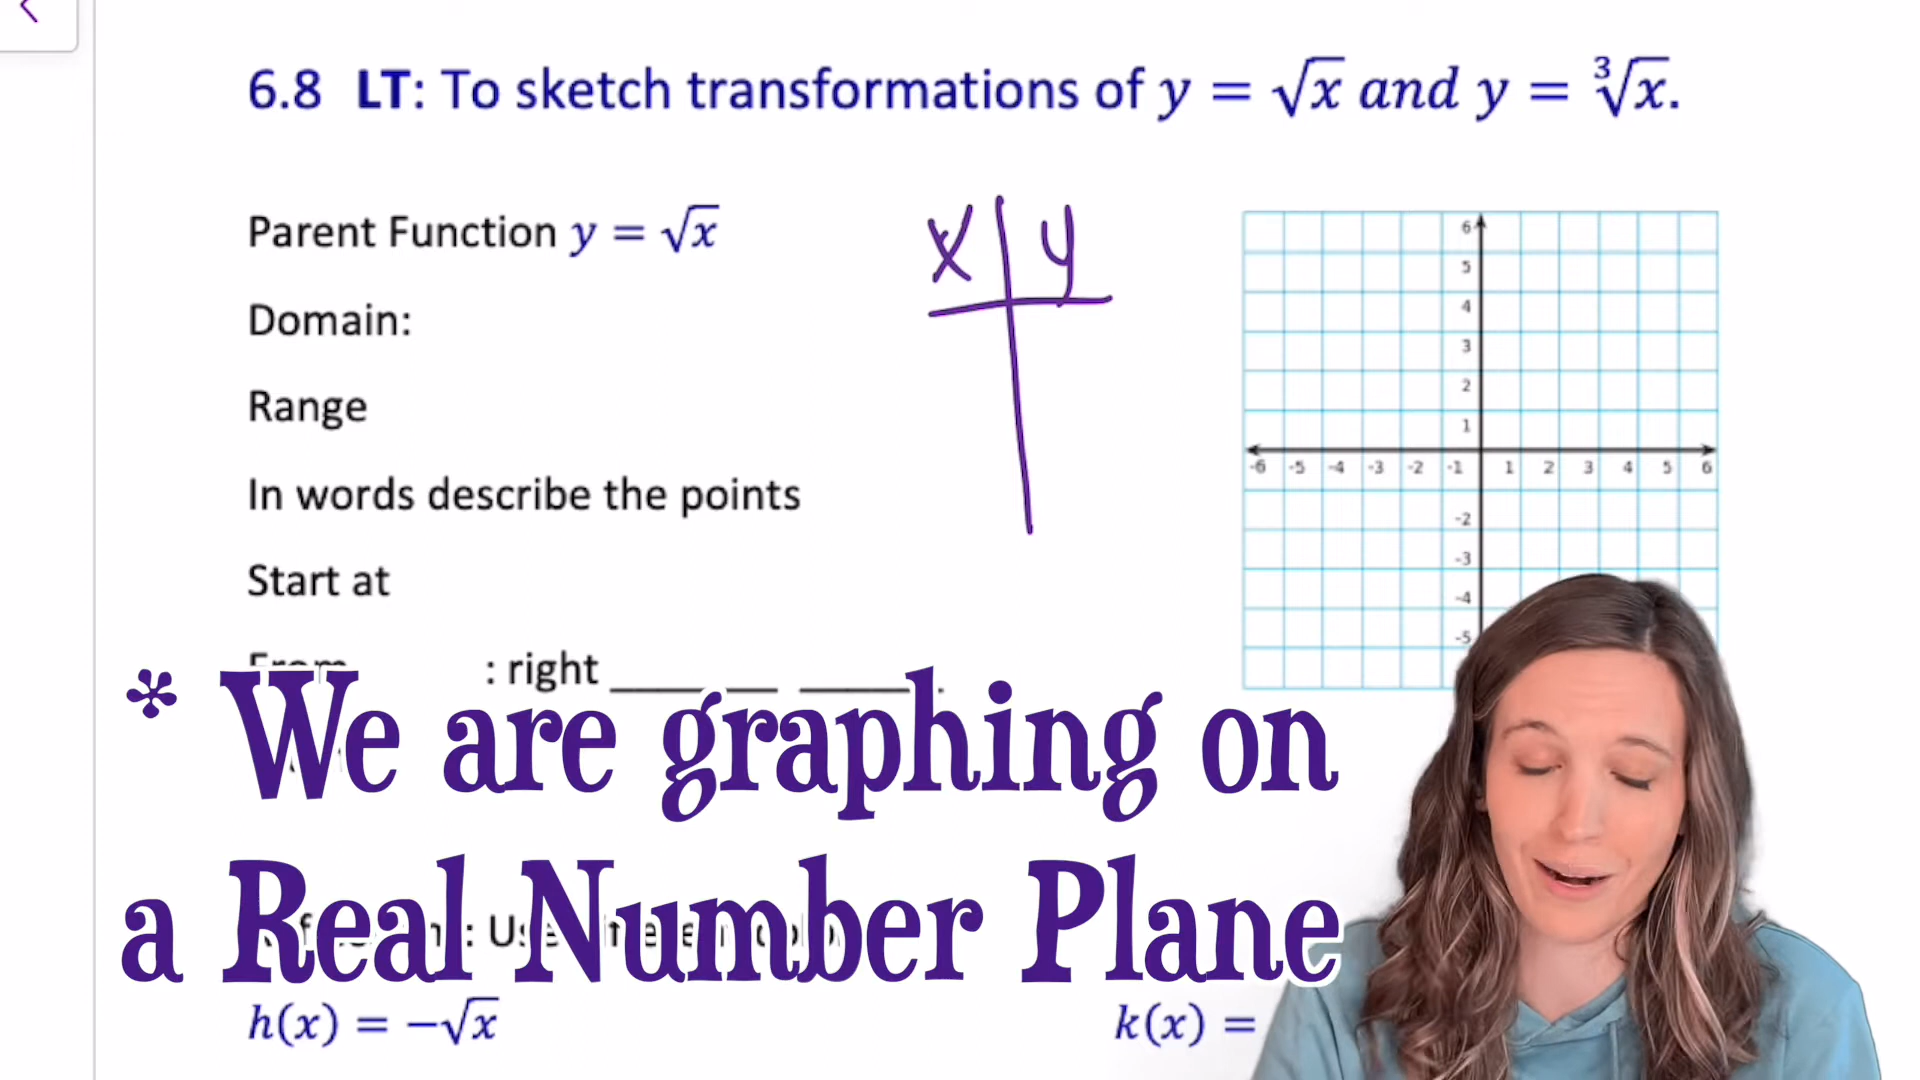 6.8 LT: To sketch transformations of y = √x and y = ³√x.
Parent Function y = √x
x y
Domain:
Range
In words describe the points
Start at
From : right
6
5
4
3
2
1
-6 -5 -4 -3 -2 -1 1 2 3 4 5 6
-2
-3
-4
-5
* We are graphing on
a Real Number Plane
h(x) = −√x
k(x) =